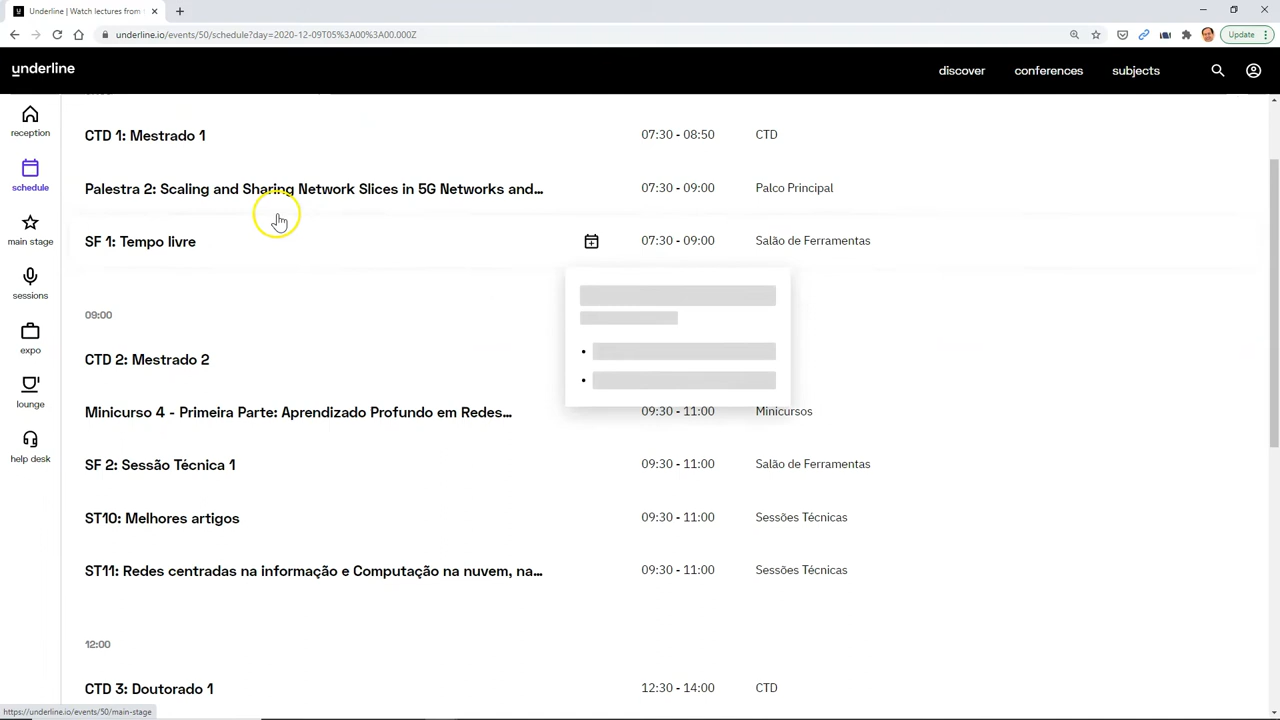 Underline | Watch lectures from
underline.io/events/50/schedule?day=2020-12-09T05%3A00%3A00.000Z
Update
underline
discover
conferences
subjects
reception
schedule
main stage
sessions
expo
lounge
help desk
CTD 1: Mestrado 1 07:30 - 08:50 CTD
Palestra 2: Scaling and Sharing Network Slices in 5G Networks and... 07:30 - 09:00 Palco Principal
SF 1: Tempo livre 07:30 - 09:00 Salão de Ferramentas
09:00
CTD 2: Mestrado 2
Minicurso 4 - Primeira Parte: Aprendizado Profundo em Redes... 09:30 - 11:00 Minicursos
SF 2: Sessão Técnica 1 09:30 - 11:00 Salão de Ferramentas
ST10: Melhores artigos 09:30 - 11:00 Sessões Técnicas
ST11: Redes centradas na informação e Computação na nuvem, na... 09:30 - 11:00 Sessões Técnicas
12:00
CTD 3: Doutorado 1 12:30 - 14:00 CTD
https://underline.io/events/50/main-stage